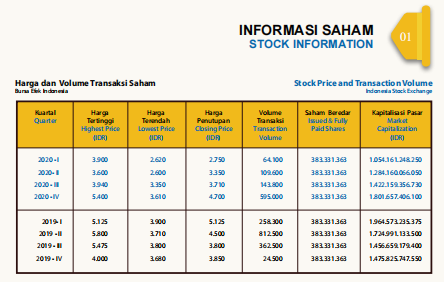 INFORMASI SAHAM
STOCK INFORMATION
01
Harga dan Volume Transaksi Saham
Bursa Efek Indonesia
Stock Price and Transaction Volume
Indonesia Stock Exchange
Kuartal Quarter | Harga Tertinggi Highest Price (IDR) | Harga Terendah Lowest Price (IDR) | Harga Penutupan Closing Price (IDR) | Volume Transaksi Transaction Volume | Saham Beredar Issued & Fully Paid Shares | Kapitalisasi Pasar Market Capitalization (IDR)
2020 - I 3.900 2.620 2.750 64.100 383.331.363 1.054.161.248.250
2020 - II 3.600 2.600 3.350 109.600 383.331.363 1.284.160.066.050
2020 - III 3.940 3.350 3.710 143.800 383.331.363 1.422.159.356.730
2020 - IV 5.400 3.610 4.700 595.000 383.331.363 1.801.657.406.100
2019 - I 5.125 3.900 5.125 258.300 383.331.363 1.964.573.235.375
2019 - II 5.800 3.710 4.500 812.500 383.331.363 1.724.991.133.500
2019 - III 5.475 3.800 3.800 362.500 383.331.363 1.456.659.179.400
2019 - IV 4.000 3.680 3.850 24.500 383.331.363 1.475.825.747.550